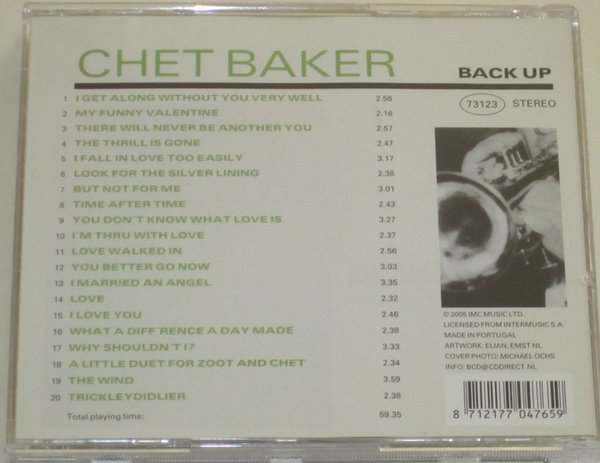 CHET BAKER
BACK UP
73123 STEREO
1 I GET ALONG WITHOUT YOU VERY WELL 2.56
2 MY FUNNY VALENTINE 2.16
3 THERE WILL NEVER BE ANOTHER YOU 2.57
4 THE THRILL IS GONE 2.47
5 I FALL IN LOVE TOO EASILY 3.17
6 LOOK FOR THE SILVER LINING 2.38
7 BUT NOT FOR ME 3.01
8 TIME AFTER TIME 2.43
9 YOU DON´T KNOW WHAT LOVE IS 3.27
10 I´M THRU WITH LOVE 2.37
11 LOVE WALKED IN 2.56
12 YOU BETTER GO NOW 3.03
13 I MARRIED AN ANGEL 3.35
14 LOVE 2.32
15 I LOVE YOU 2.46
16 WHAT A DIFF´RENCE A DAY MADE 2.38
17 WHY SHOULDN´T I? 3.33
18 A LITTLE DUET FOR ZOOT AND CHET 2.34
19 THE WIND 3.59
20 TRICKLEYDIDLIER 2.38
Total playing time: 59.35
© 2005 IMC MUSIC LTD.
LICENSED FROM INTERMUSIC S.A.
MADE IN PORTUGAL
ARTWORK: ELIAN, EMST NL
COVER PHOTO: MICHAEL OCHS
INFO: BCD@CDDIRECT.NL
8 712177 047659